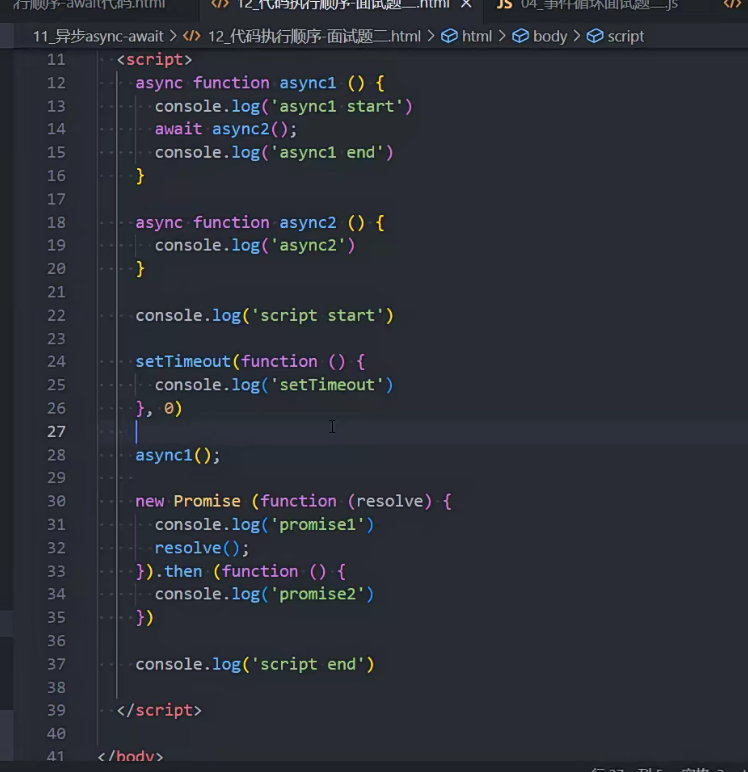 行顺序-await代码.html </> 12_代码执行顺序-面试题二.html × JS 04_事件循环面试题二.js </>
11_异步async-await > </> 12_代码执行顺序-面试题二.html > html > body > script
11 <script>
12 async function async1 () {
13 console.log('async1 start')
14 await async2();
15 console.log('async1 end')
16 }
17
18 async function async2 () {
19 console.log('async2')
20 }
21
22 console.log('script start')
23
24 setTimeout(function () {
25 console.log('setTimeout')
26 }, 0)
27
28 async1();
29
30 new Promise (function (resolve) {
31 console.log('promise1')
32 resolve();
33 }).then (function () {
34 console.log('promise2')
35 })
36
37 console.log('script end')
38
39 </script>
40
41 </body>